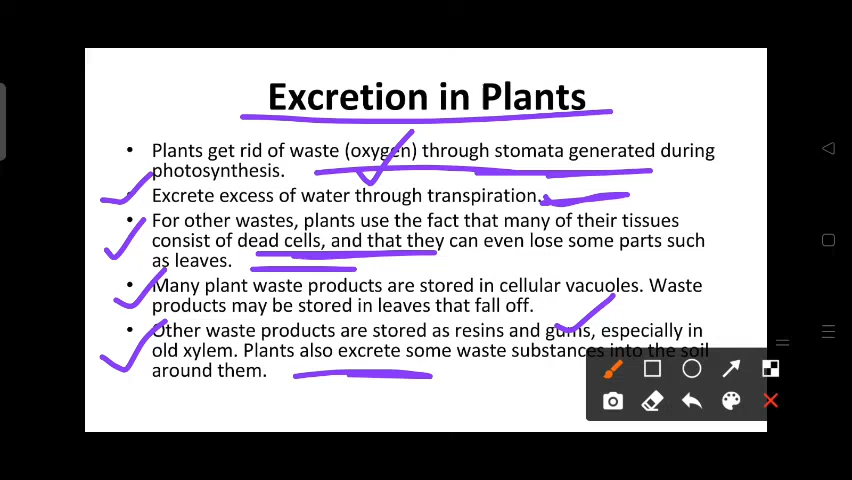 Excretion in Plants
• Plants get rid of waste (oxygen) through stomata generated during
photosynthesis.
• Excrete excess of water through transpiration.
• For other wastes, plants use the fact that many of their tissues
consist of dead cells, and that they can even lose some parts such
as leaves.
• Many plant waste products are stored in cellular vacuoles. Waste
products may be stored in leaves that fall off.
• Other waste products are stored as resins and gums, especially in
old xylem. Plants also excrete some waste substances into the soil
around them.